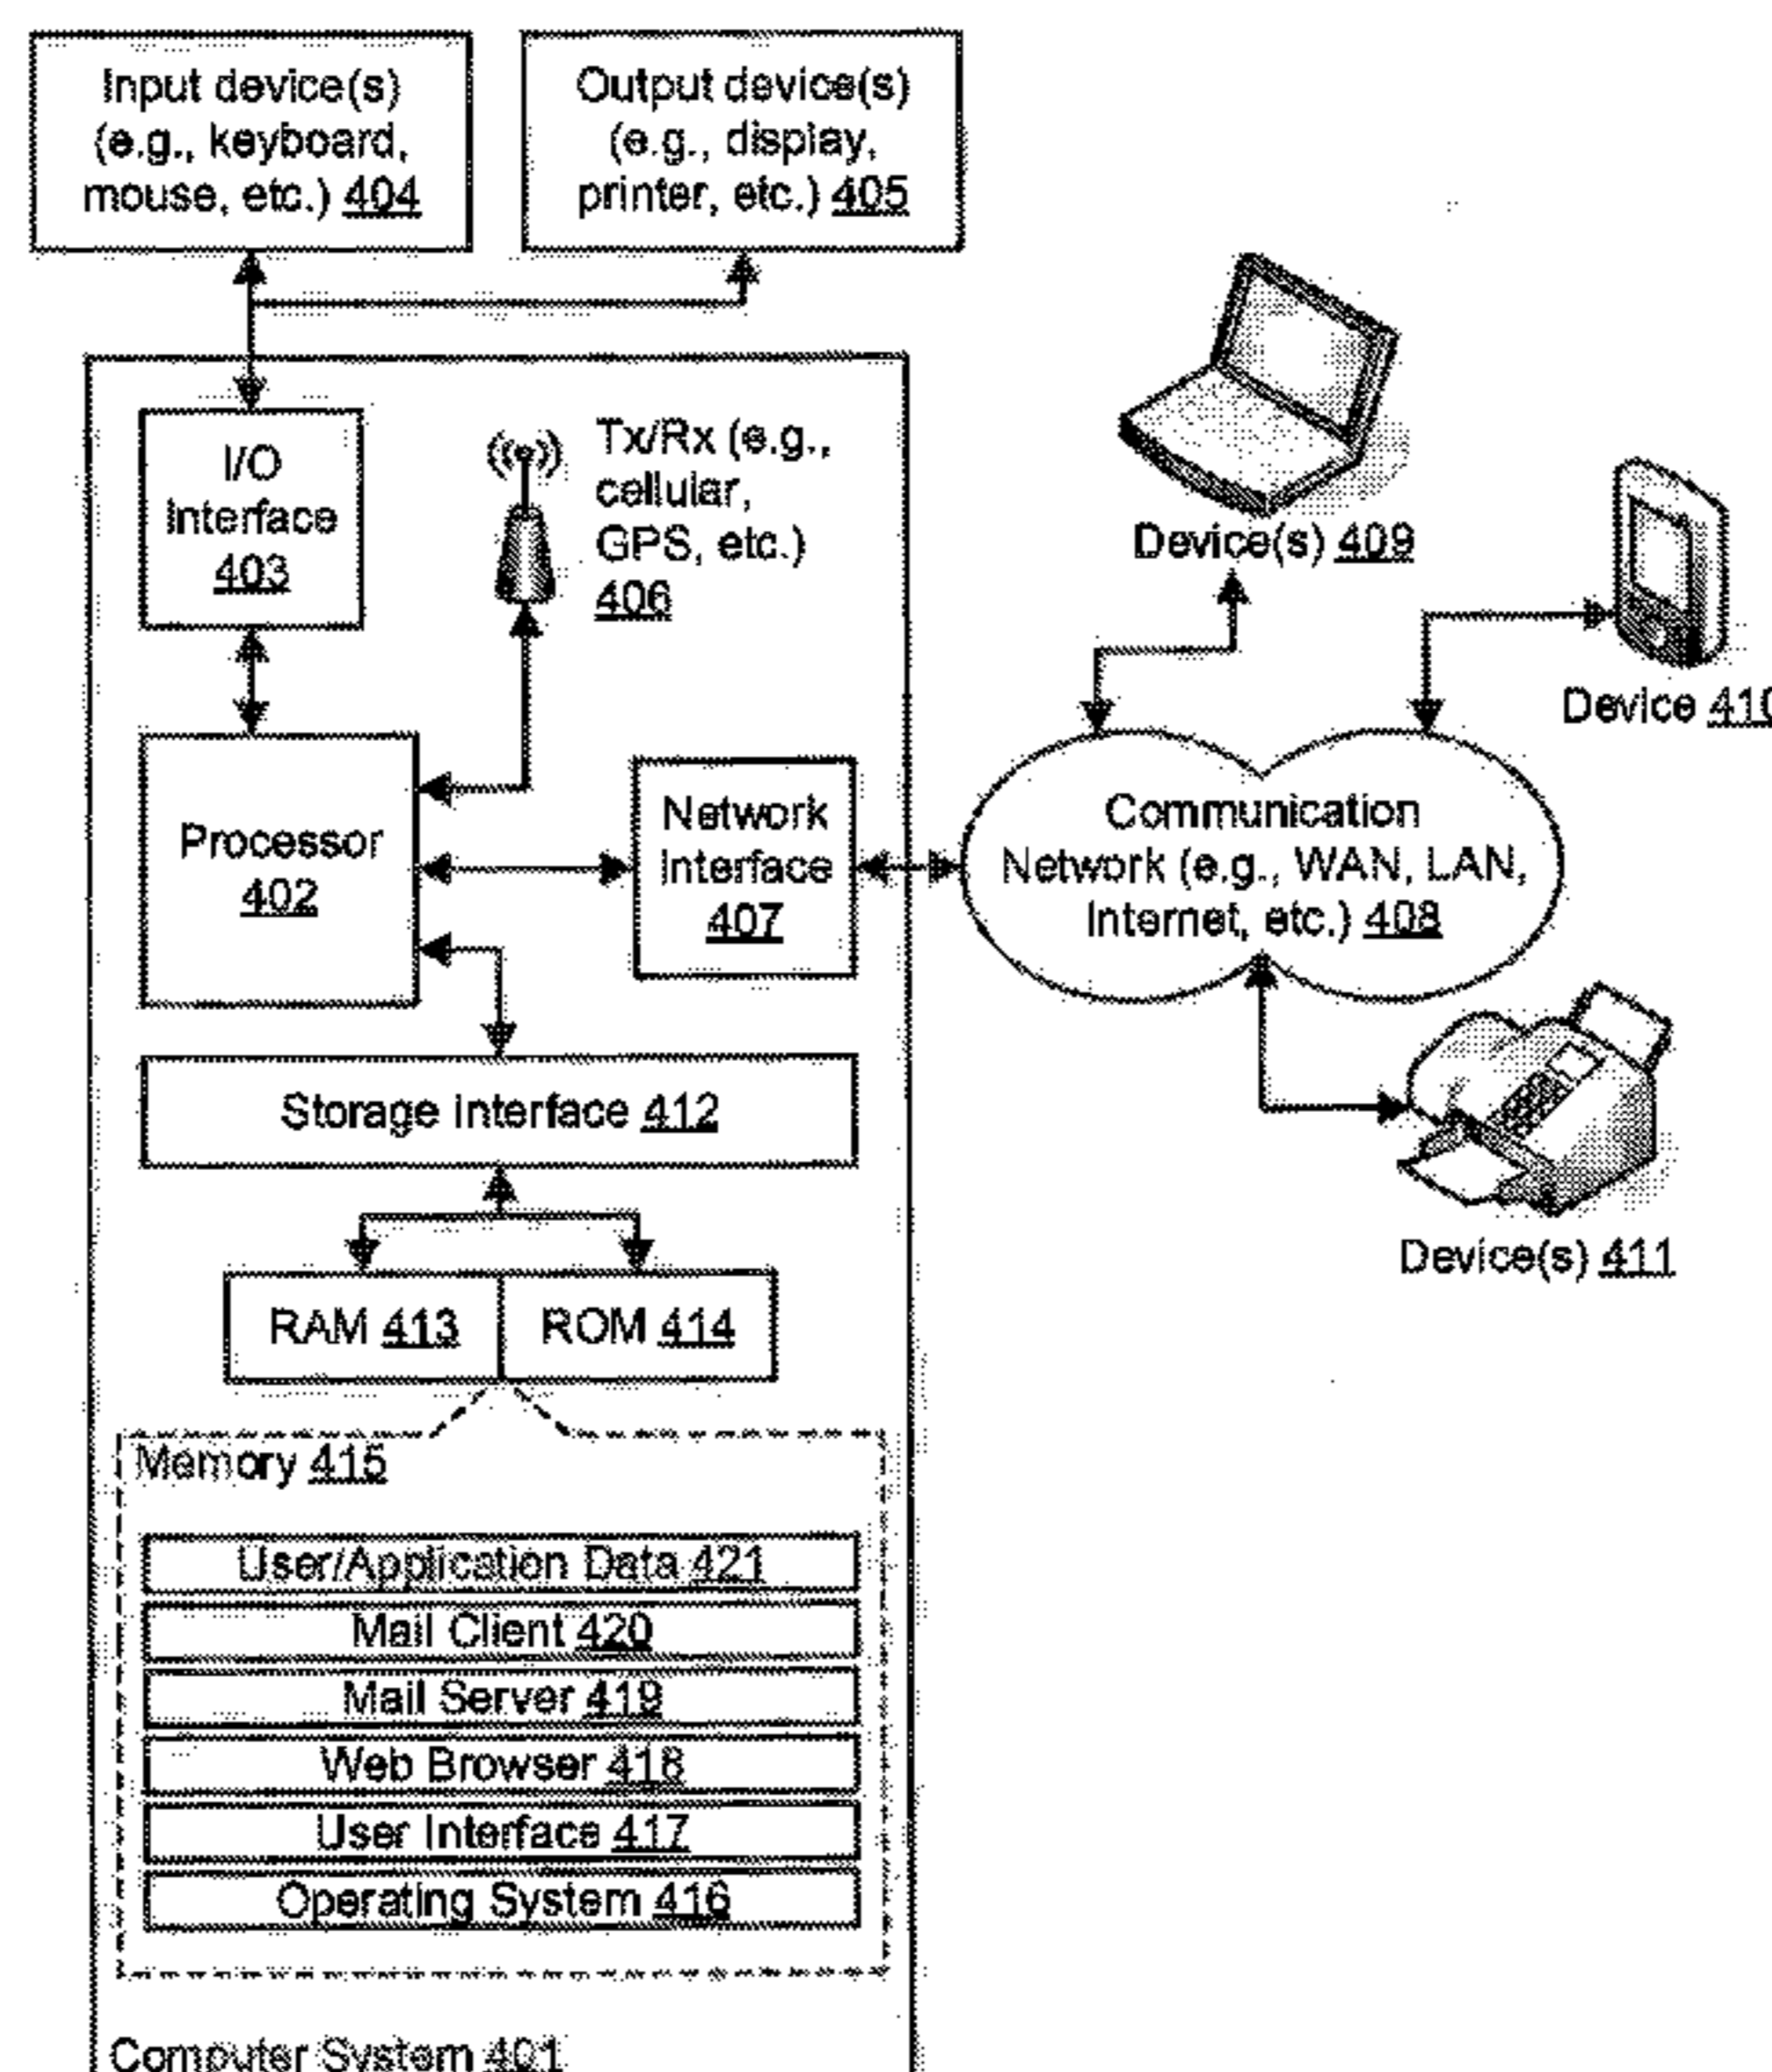 Input device(s)
(e.g., keyboard,
mouse, etc.) 404
Output device(s)
(e.g., display,
printer, etc.) 405
I/O
Interface
403
Tx/Rx (e.g.,
cellular,
GPS, etc.)
406
Device(s) 409
Device 410
Processor
402
Network
Interface
407
Communication
Network (e.g., WAN, LAN,
Internet, etc.) 408
Storage Interface 412
Device(s) 411
RAM 413
ROM 414
Memory 415
User/Application Data 421
Mail Client 420
Mail Server 419
Web Browser 418
User Interface 417
Operating System 416
Computer System 401